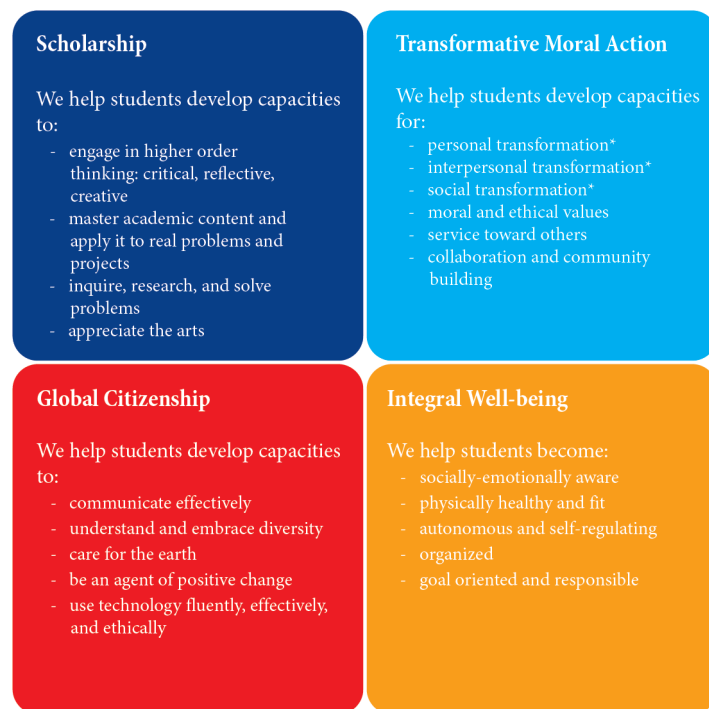 Scholarship
We help students develop capacities
to:
- engage in higher order
thinking: critical, reflective,
creative
- master academic content and
apply it to real problems and
projects
- inquire, research, and solve
problems
- appreciate the arts
Transformative Moral Action
We help students develop capacities
for:
- personal transformation*
- interpersonal transformation*
- social transformation*
- moral and ethical values
- service toward others
- collaboration and community
building
Global Citizenship
We help students develop capacities
to:
- communicate effectively
- understand and embrace diversity
- care for the earth
- be an agent of positive change
- use technology fluently, effectively,
and ethically
Integral Well-being
We help students become:
- socially-emotionally aware
- physically healthy and fit
- autonomous and self-regulating
- organized
- goal oriented and responsible